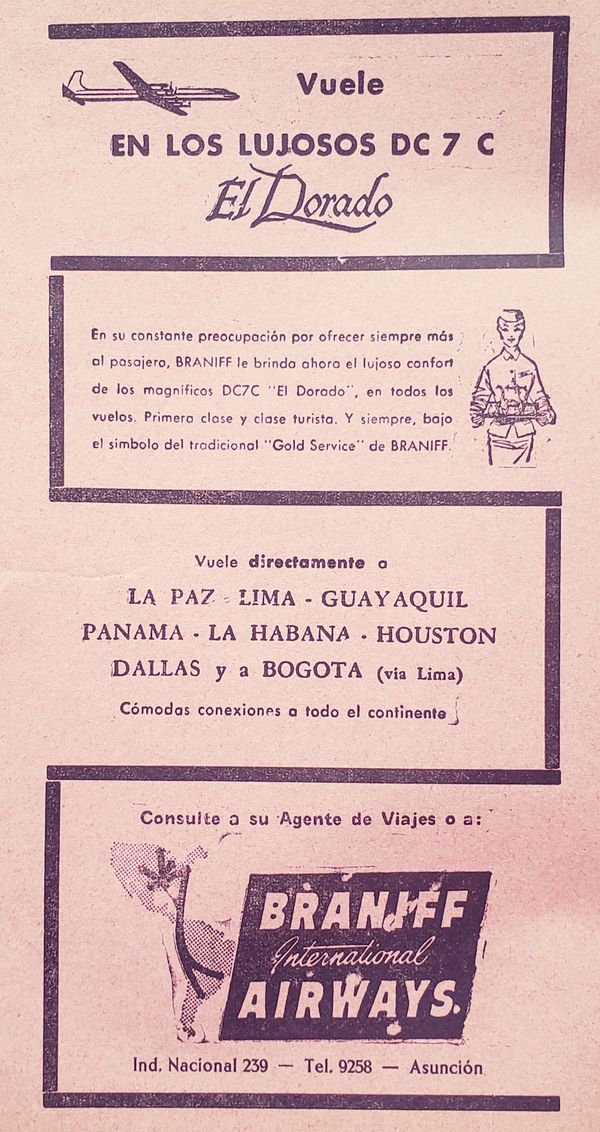 Vuele
EN LOS LUJOSOS DC 7 C
El Dorado
En su constante preocupación por ofrecer siempre más
al pasajero, BRANIFF le brinda ahora el lujoso confort
de los magníficos DC7C "El Dorado", en todos los
vuelos. Primera clase y clase turista. Y siempre, bajo
el símbolo del tradicional "Gold Service" de BRANIFF.
Vuele directamente a
LA PAZ - LIMA - GUAYAQUIL
PANAMA - LA HABANA - HOUSTON
DALLAS y a BOGOTA (via Lima)
Cómodas conexiones a todo el continente
Consulte a su Agente de Viajes o a:
BRANIFF
International
AIRWAYS.
Ind. Nacional 239 — Tel. 9258 — Asunción